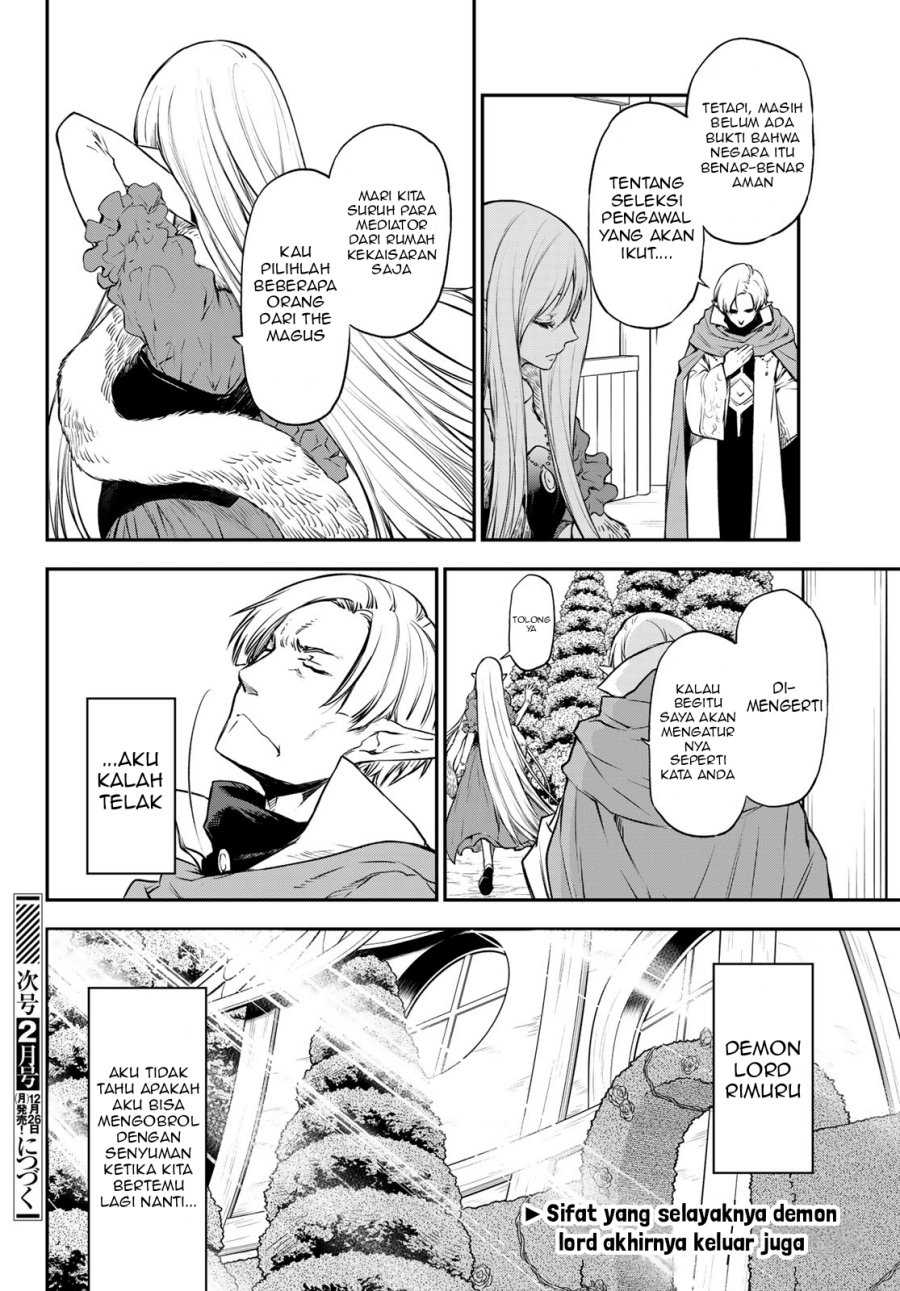 TETAPI, MASIH
BELUM ADA
BUKTI BAHWA
NEGARA ITU
BENAR-BENAR
AMAN
TENTANG
SELEKSI
PENGAWAL
YANG AKAN
IKUT....
MARI KITA
SURUH PARA
MEDIATOR
DARI RUMAH
KEKAISARAN
SAJA
KAU
PILIHLAH
BEBERAPA
ORANG
DARI THE
MAGUS
DI-
MENGERTI
KALAU
BEGITU
SAYA AKAN
MENGATUR
NYA
SEPERTI
KATA ANDA
TOLONG
YA
...AKU
KALAH
TELAK
DEMON
LORD
RIMURU
AKU TIDAK
TAHU APAKAH
AKU BISA
MENGOBROL
DENGAN
SENYUMAN
KETIKA KITA
BERTEMU
LAGI NANTI...
►Sifat yang selayaknya demon
lord akhirnya keluar juga
次号2月号12月26日(月)発売!につづく